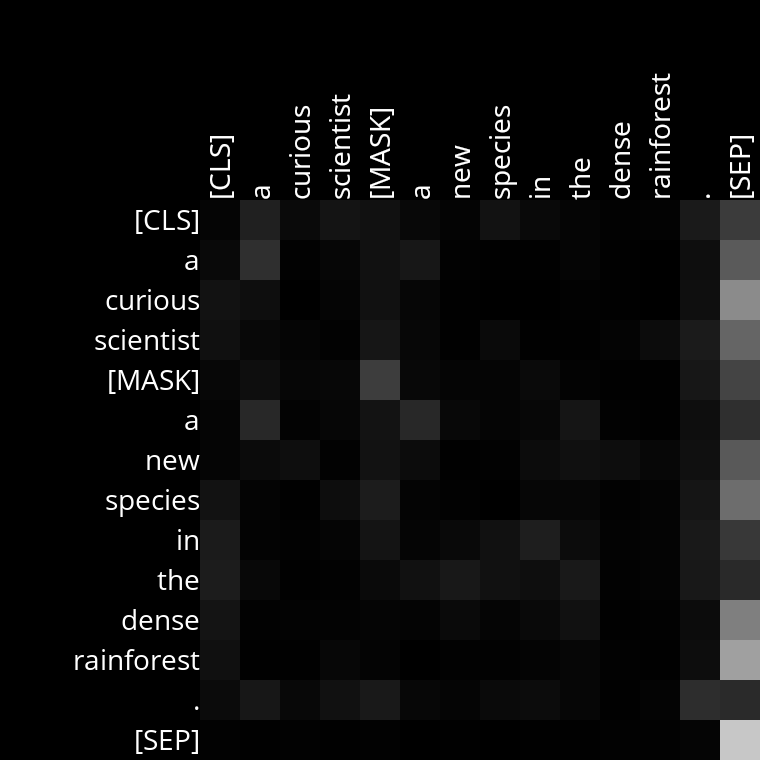 [CLS] a curious scientist [MASK] a new species in the dense rainforest . [SEP]
[CLS]
a
curious
scientist
[MASK]
a
new
species
in
the
dense
rainforest
.
[SEP]